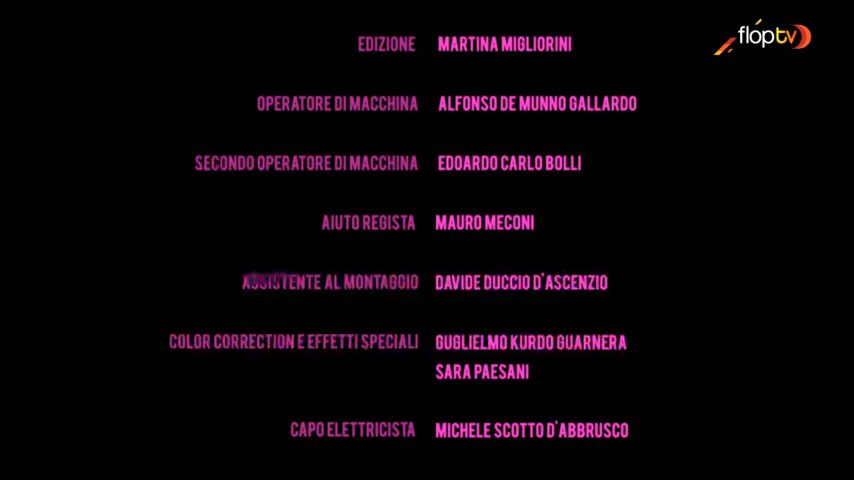 floptv
EDIZIONE MARTINA MIGLIORINI
OPERATORE DI MACCHINA ALFONSO DE MUNNO GALLARDO
SECONDO OPERATORE DI MACCHINA EDOARDO CARLO BOLLI
AIUTO REGISTA MAURO MECONI
ASSISTENTE AL MONTAGGIO DAVIDE DUCCIO D'ASCENZIO
COLOR CORRECTION E EFFETTI SPECIALI GUGLIELMO KURDO GUARNERA
SARA PAESANI
CAPO ELETTRICISTA MICHELE SCOTTO D'ABBRUSCO